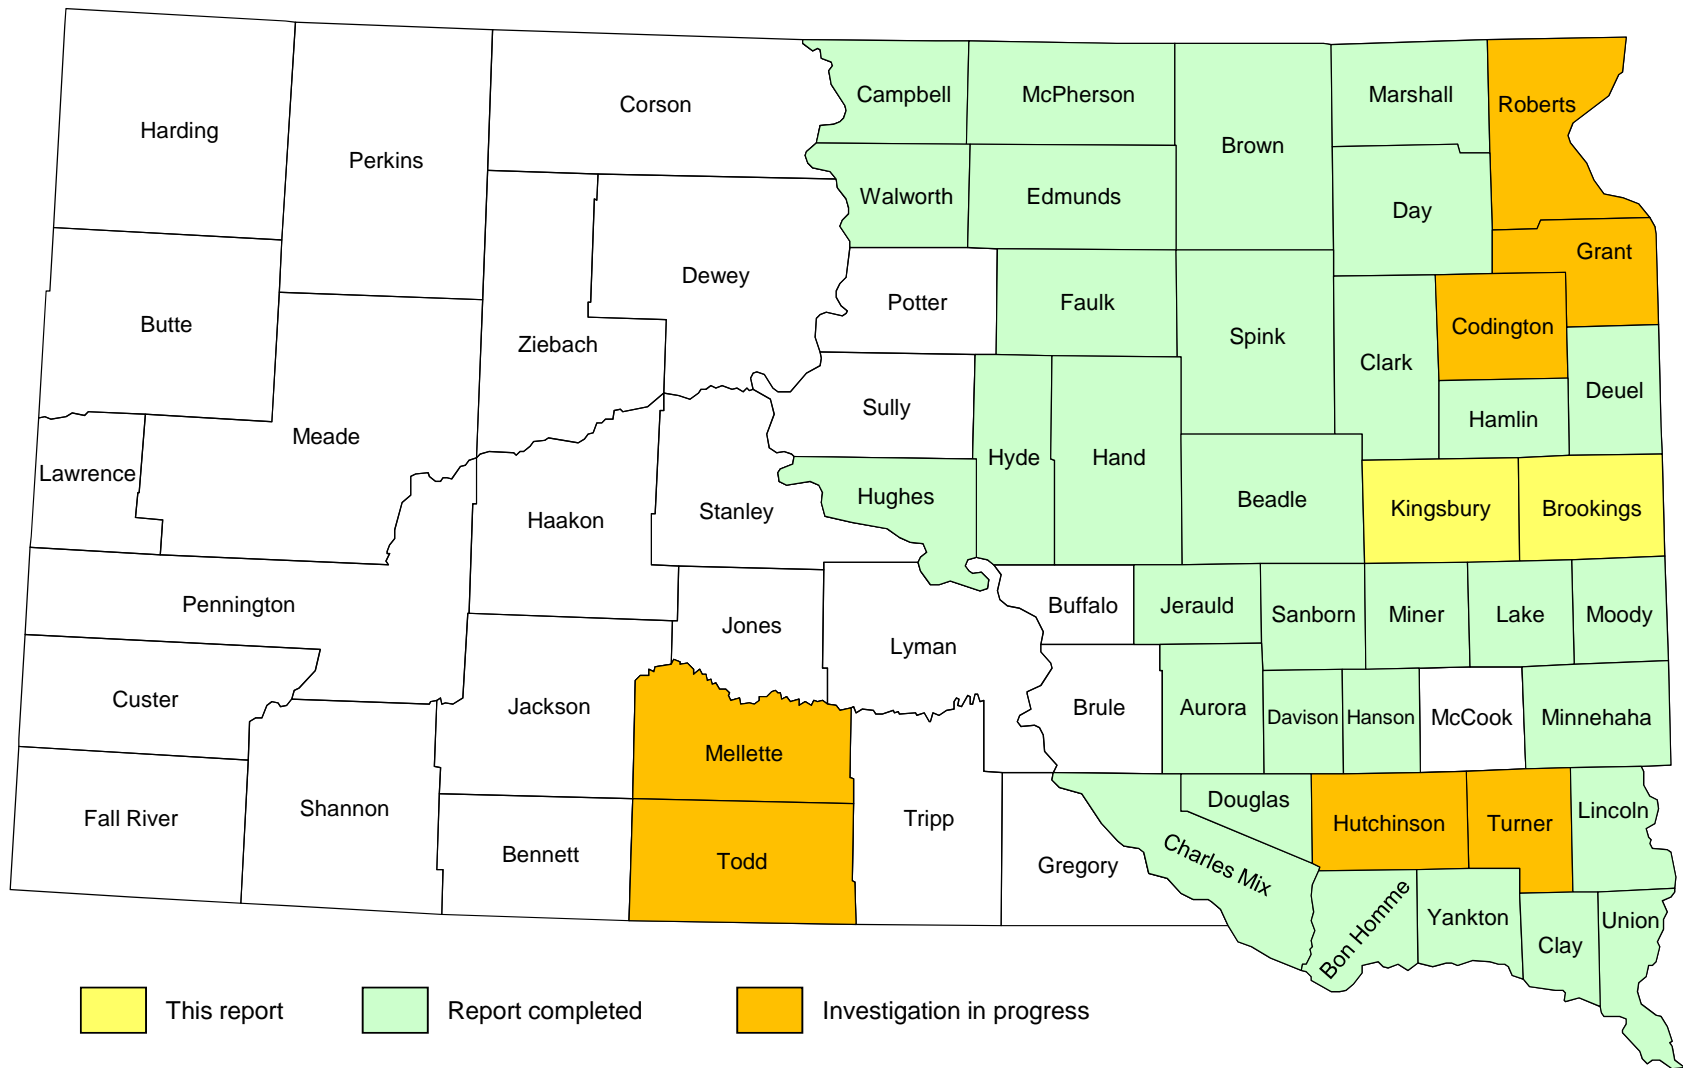 Harding
Perkins
Corson
Campbell
McPherson
Brown
Marshall
Roberts
Walworth
Edmunds
Day
Grant
Butte
Dewey
Potter
Faulk
Spink
Codington
Ziebach
Clark
Deuel
Meade
Sully
Hamlin
Lawrence
Hyde
Hand
Haakon
Stanley
Hughes
Beadle
Kingsbury
Brookings
Pennington
Jones
Lyman
Buffalo
Jerauld
Sanborn
Miner
Lake
Moody
Custer
Jackson
Brule
Aurora
Davison
Hanson
McCook
Minnehaha
Mellette
Fall River
Shannon
Tripp
Douglas
Hutchinson
Turner
Lincoln
Bennett
Todd
Gregory
Charles Mix
Bon Homme
Yankton
Clay
Union
This report
Report completed
Investigation in progress